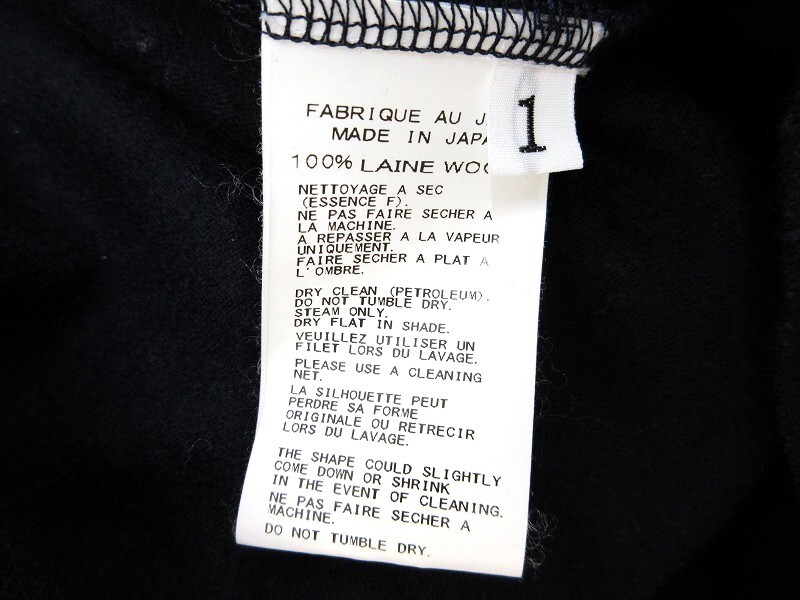 FABRIQUE AU
MADE IN
100% LAINE
1
NETTOYAGE A SEC
(ESSENCE F).
NE PAS FAIRE SECHER A
LA MACHINE.
A REPASSER A LA VAPEUR
UNIQUEMENT.
FAIRE SECHER A PLAT A
L'OMBRE.
DRY CLEAN (PETROLEUM).
DO NOT TUMBLE DRY.
STEAM ONLY.
DRY FLAT IN SHADE.
VEUILLEZ UTILISER UN
FILET LORS DU LAVAGE.
PLEASE USE A CLEANING
NET.
LA SILHOUETTE PEUT
PERDRE SA FORME
ORIGINALE OU RETRECIR
LORS DU LAVAGE.
THE SHAPE COULD SLIGHTLY
COME DOWN OR SHRINK
IN THE EVENT OF CLEANING.
NE PAS FAIRE SECHER A
MACHINE.
DO NOT TUMBLE DRY.